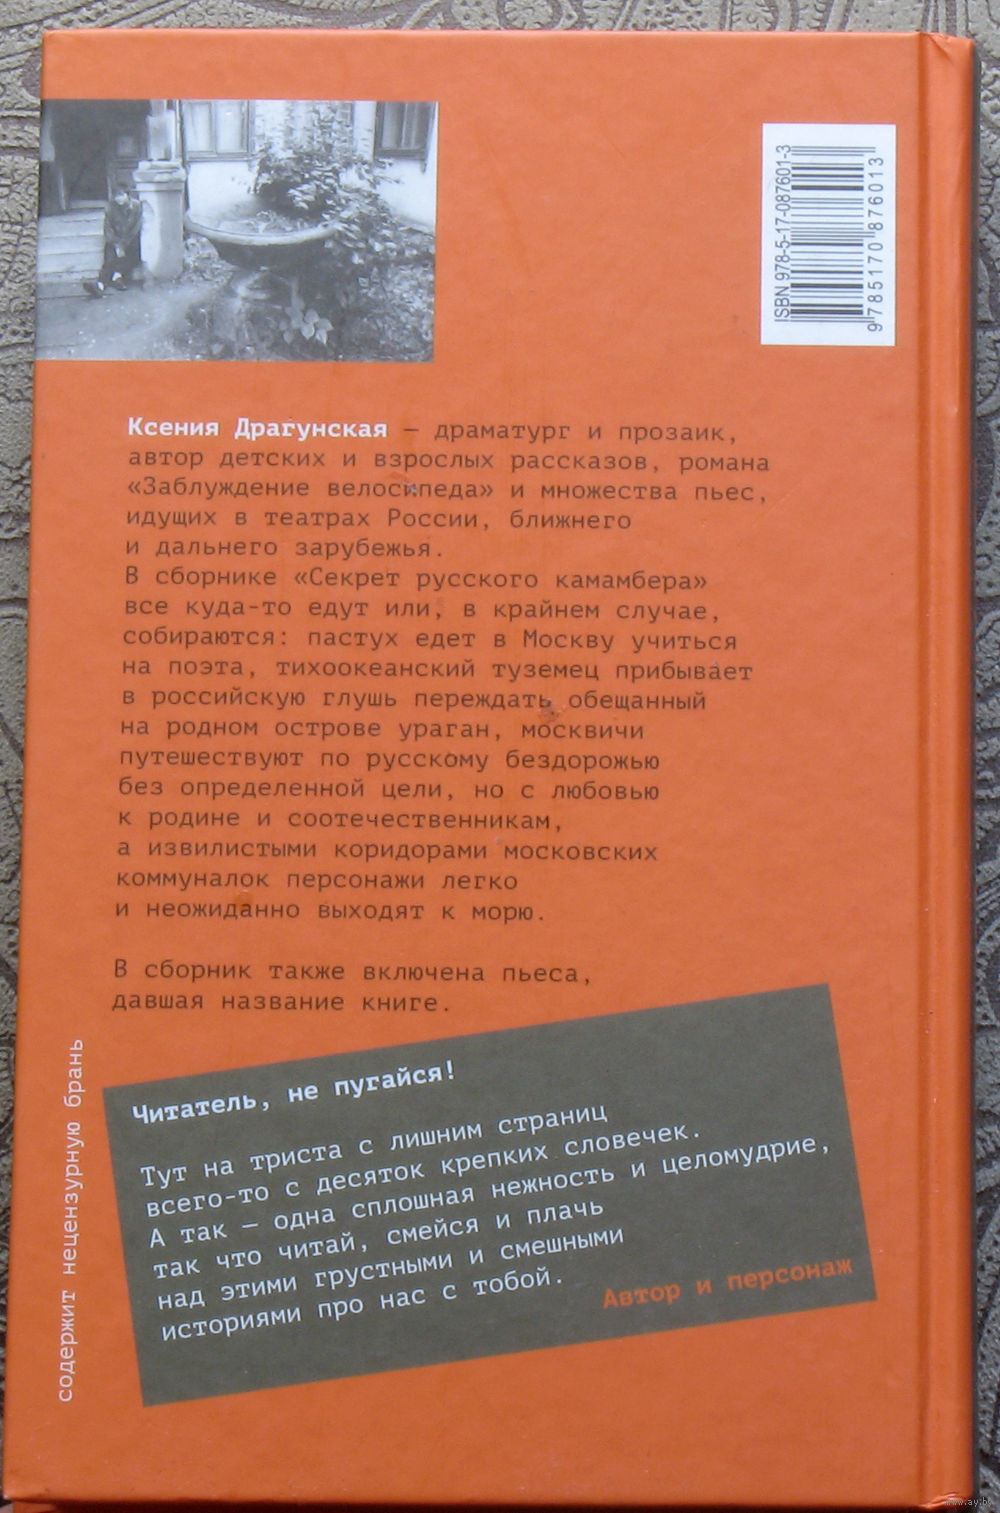 ISBN 978-5-17-087601-3
9 785170 876013
Ксения Драгунская — драматург и прозаик,
автор детских и взрослых рассказов, романа
«Заблуждение велосипеда» и множества пьес,
идущих в театрах России, ближнего
и дальнего зарубежья.
В сборнике «Секрет русского камамбера»
все куда-то едут или, в крайнем случае,
собираются: пастух едет в Москву учиться
на поэта, тихоокеанский туземец прибывает
в российскую глушь переждать обещанный
на родном острове ураган, москвичи
путешествуют по русскому бездорожью
без определенной цели, но с любовью
к родине и соотечественникам,
а извилистыми коридорами московских
коммуналок персонажи легко
и неожиданно выходят к морю.
В сборник также включена пьеса,
давшая название книге.
содержит нецензурную брань
Читатель, не пугайся!
Тут на триста с лишним страниц
всего-то с десяток крепких словечек.
А так — одна сплошная нежность и целомудрие,
так что читай, смейся и плачь
над этими грустными и смешными
историями про нас с тобой.
Автор и персонаж
www.ay.by